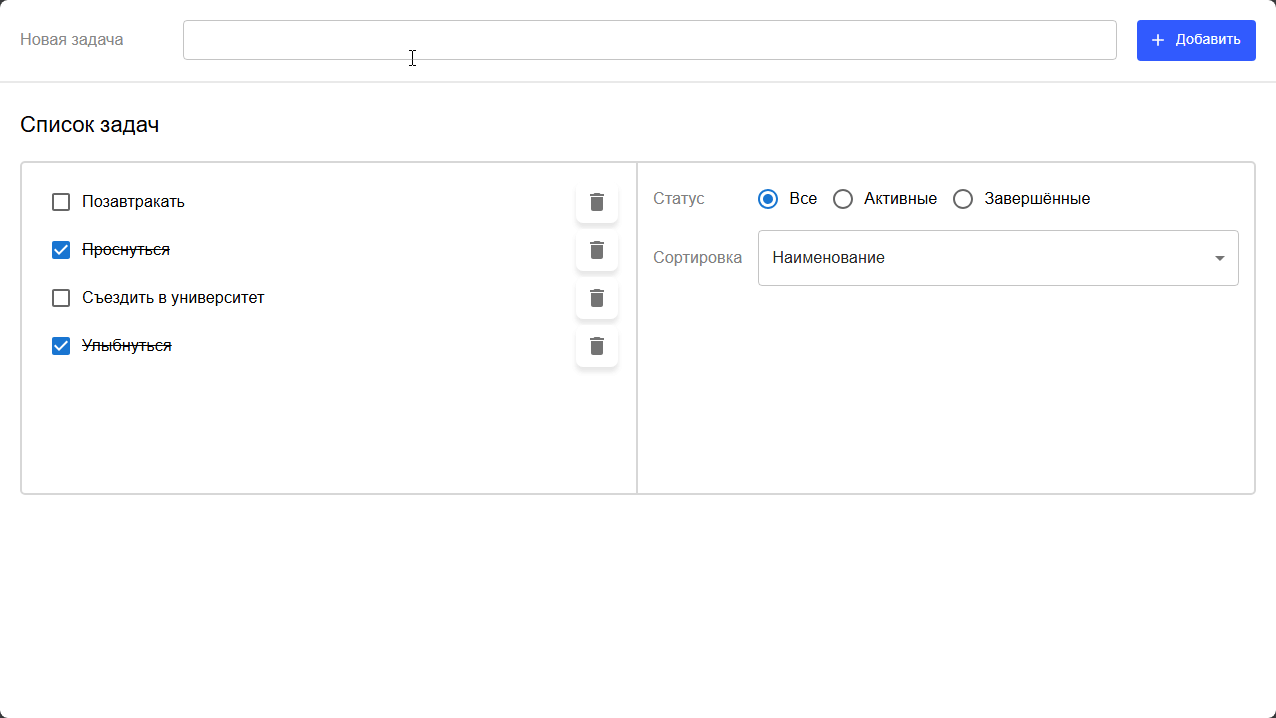 Новая задача
Добавить
Список задач
Позавтракать
Проснуться
Съездить в университет
Улыбнуться
Статус Все Активные Завершённые
Сортировка Наименование